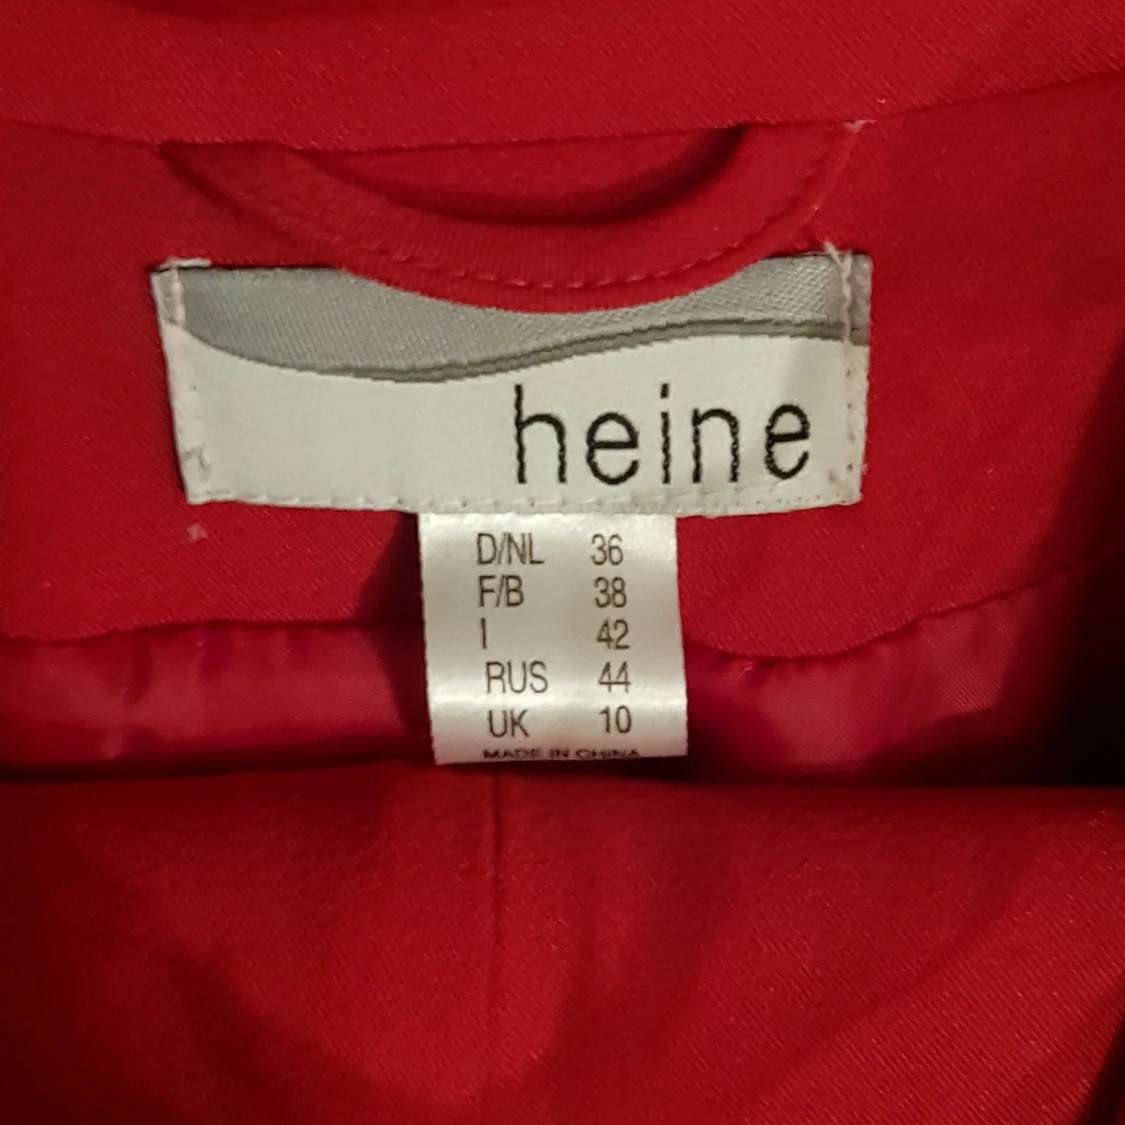 heine
D/NL 36
F/B 38
I 42
RUS 44
UK 10
MADE IN CHINA